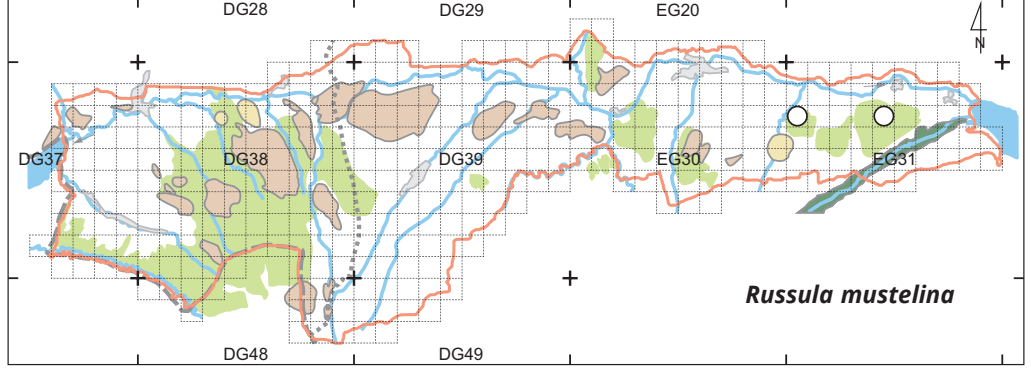 DG28 DG29 EG20
N
DG37 DG38 DG39 EG30 EG31
Russula mustelina
DG48 DG49